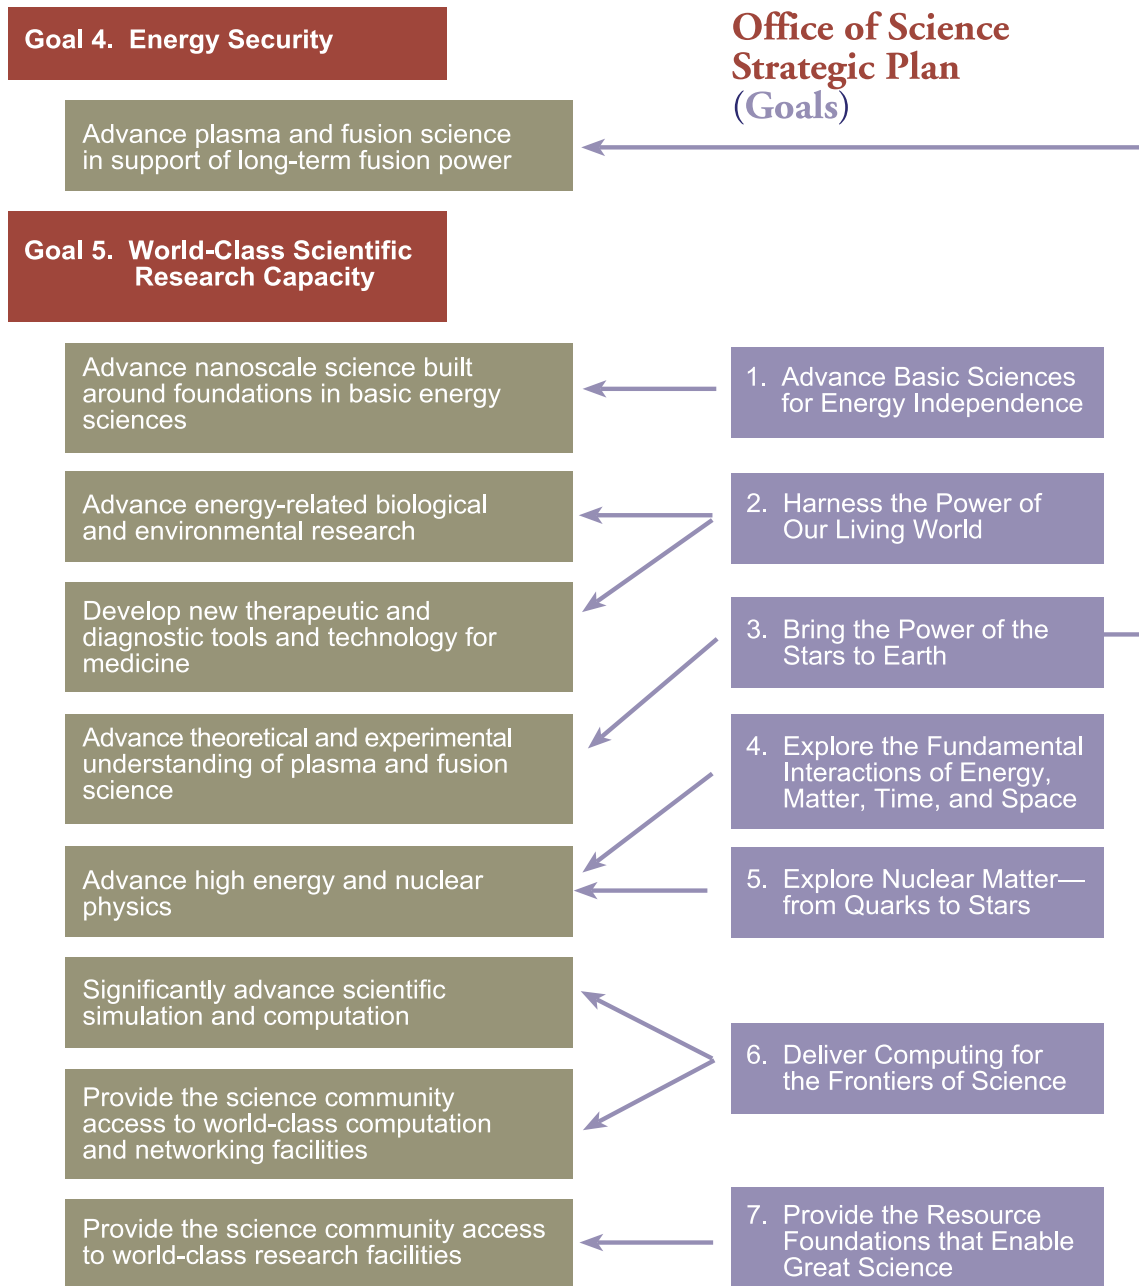 Goal 4.  Energy Security
Office of Science
Strategic Plan
(Goals)
Advance plasma and fusion science
in support of long-term fusion power
Goal 5.  World-Class Scientific
Research Capacity
Advance nanoscale science built
around foundations in basic energy
sciences
1.  Advance Basic Sciences
for Energy Independence
Advance energy-related biological
and environmental research
2.  Harness the Power of
Our Living World
Develop new therapeutic and
diagnostic tools and technology for
medicine
3.  Bring the Power of the
Stars to Earth
Advance theoretical and experimental
understanding of plasma and fusion
science
4.  Explore the Fundamental
Interactions of Energy,
Matter, Time, and Space
Advance high energy and nuclear
physics
5.  Explore Nuclear Matter—
from Quarks to Stars
Significantly advance scientific
simulation and computation
6.  Deliver Computing for
the Frontiers of Science
Provide the science community
access to world-class computation
and networking facilities
Provide the science community access
to world-class research facilities
7.  Provide the Resource
Foundations that Enable
Great Science